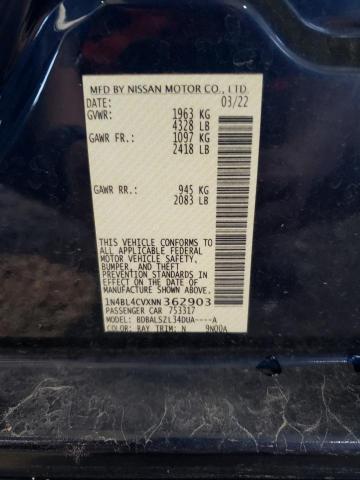 MFD BY NISSAN MOTOR CO., LTD.
DATE: 03/22
GVWR: 1963 KG
4328 LB
GAWR FR.: 1097 KG
2418 LB
GAWR RR.: 945 KG
2083 LB
THIS VEHICLE CONFORMS
TO ALL APPLICABLE FEDERAL
MOTOR VEHICLE SAFETY,
BUMPER, AND THEFT
PREVENTION STANDARDS
IN EFFECT ON THE DATE OF
MANUFACTURE SHOWN ABOVE.
1N4BL4CVXNN362903
PASSENGER CAR 753317
MODEL: BDBALSZL34DUA----A
COLOR: RAY TRIM: N 9N00A